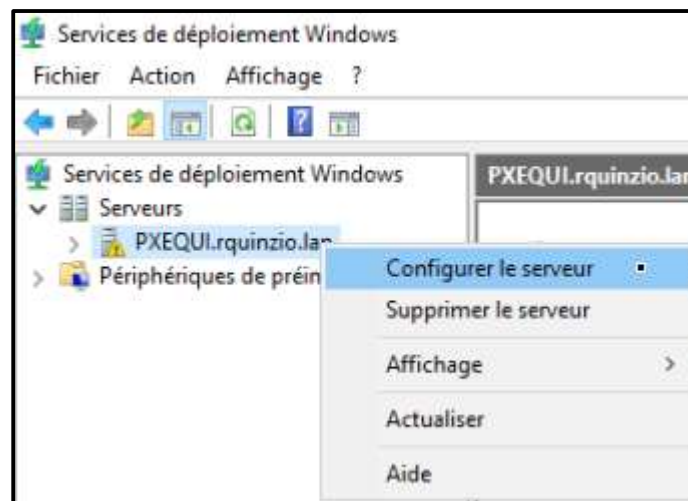 Services de déploiement Windows
Fichier Action Affichage ?
Services de déploiement Windows
PXEQUI.rquinzio.lan
Serveurs
PXEQUI.rquinzio.lan
Périphériques de préin
Configurer le serveur
Supprimer le serveur
Affichage
Actualiser
Aide